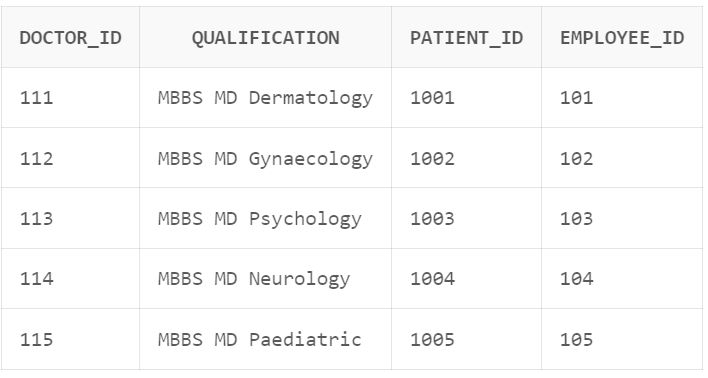 DOCTOR_ID QUALIFICATION PATIENT_ID EMPLOYEE_ID
111 MBBS MD Dermatology 1001 101
112 MBBS MD Gynaecology 1002 102
113 MBBS MD Psychology 1003 103
114 MBBS MD Neurology 1004 104
115 MBBS MD Paediatric 1005 105